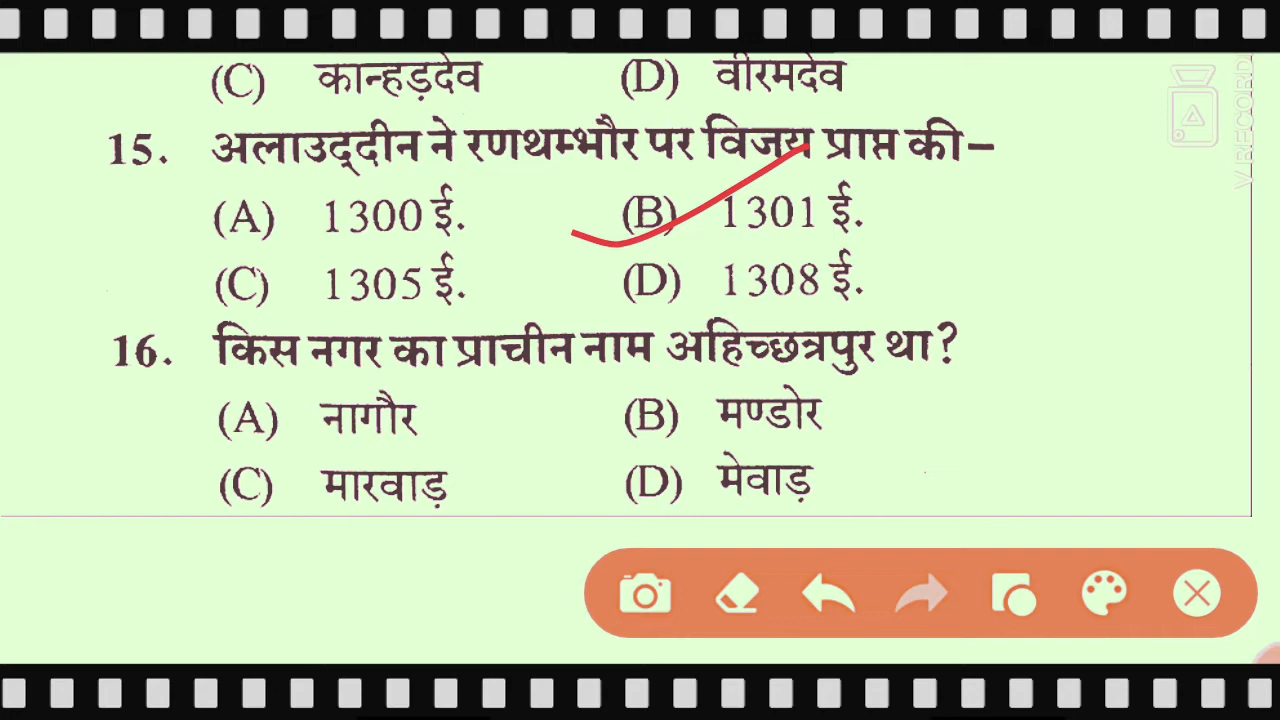 (C) कान्हड़देव (D) वीरमदेव
15. अलाउद्दीन ने रणथम्भौर पर विजय प्राप्त की–
(A) 1300 ई. (B) 1301 ई.
(C) 1305 ई. (D) 1308 ई.
16. किस नगर का प्राचीन नाम अहिच्छत्रपुर था?
(A) नागौर (B) मण्डोर
(C) मारवाड़ (D) मेवाड़
V RECORD